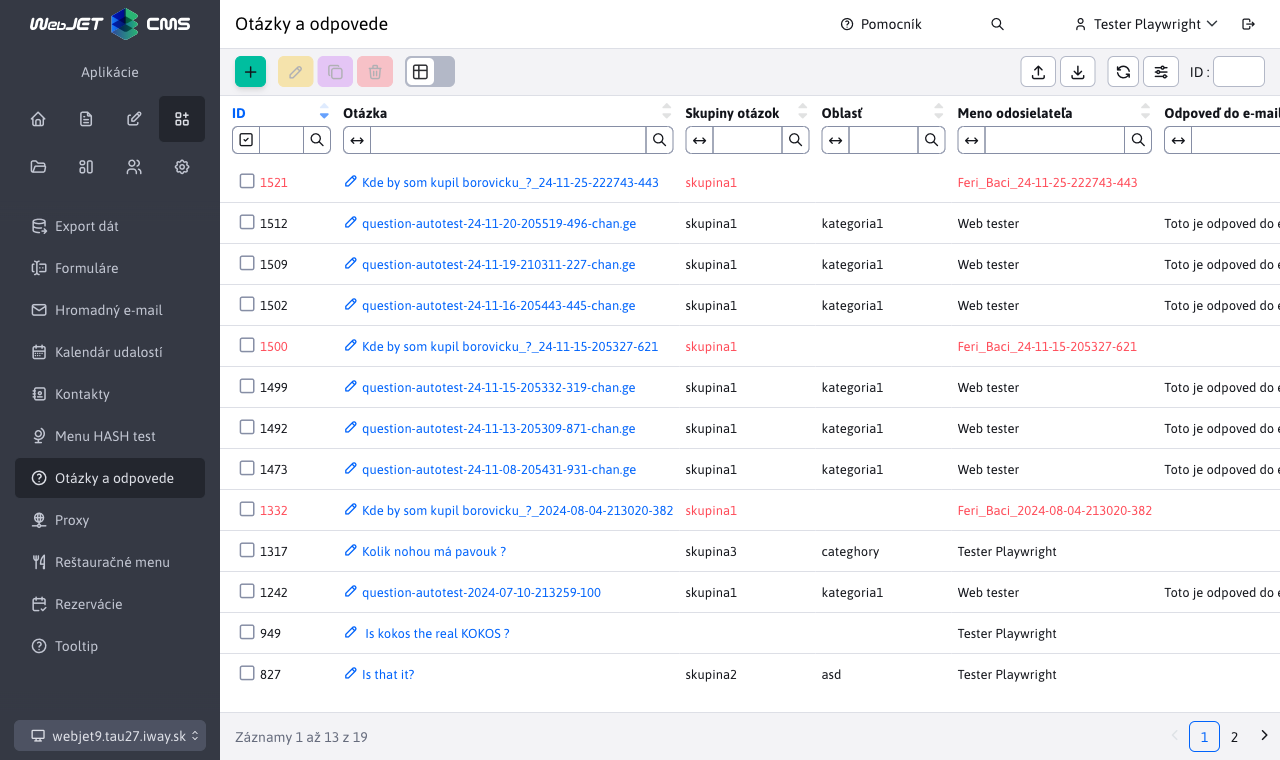 WebJET CMS
Aplikácie
Export dát
Formuláre
Hromadný e-mail
Kalendár udalostí
Kontakty
Menu HASH test
Otázky a odpovede
Proxy
Reštauračné menu
Rezervácie
Tooltip
webjet9.tau27.iway.sk
Otázky a odpovede
Pomocník
Tester Playwright
ID :
ID Otázka Skupiny otázok Oblasť Meno odosielateľa Odpoveď do e-mail
1521 Kde by som kupil borovicku_?_24-11-25-222743-443 skupina1 Feri_Baci_24-11-25-222743-443
1512 question-autotest-24-11-20-205519-496-chan.ge skupina1 kategoria1 Web tester Toto je odpoved do e
1509 question-autotest-24-11-19-210311-227-chan.ge skupina1 kategoria1 Web tester Toto je odpoved do e
1502 question-autotest-24-11-16-205443-445-chan.ge skupina1 kategoria1 Web tester Toto je odpoved do e
1500 Kde by som kupil borovicku_?_24-11-15-205327-621 skupina1 Feri_Baci_24-11-15-205327-621
1499 question-autotest-24-11-15-205332-319-chan.ge skupina1 kategoria1 Web tester Toto je odpoved do e
1492 question-autotest-24-11-13-205309-871-chan.ge skupina1 kategoria1 Web tester Toto je odpoved do e
1473 question-autotest-24-11-08-205431-931-chan.ge skupina1 kategoria1 Web tester Toto je odpoved do e
1332 Kde by som kupil borovicku_?_2024-08-04-213020-382 skupina1 Feri_Baci_2024-08-04-213020-382
1317 Kolik nohou má pavouk ? skupina3 categhory Tester Playwright
1242 question-autotest-2024-07-10-213259-100 skupina1 kategoria1 Web tester Toto je odpoved do e
949 Is kokos the real KOKOS ? Tester Playwright
827 Is that it? skupina2 asd Tester Playwright
Záznamy 1 až 13 z 19
1 2